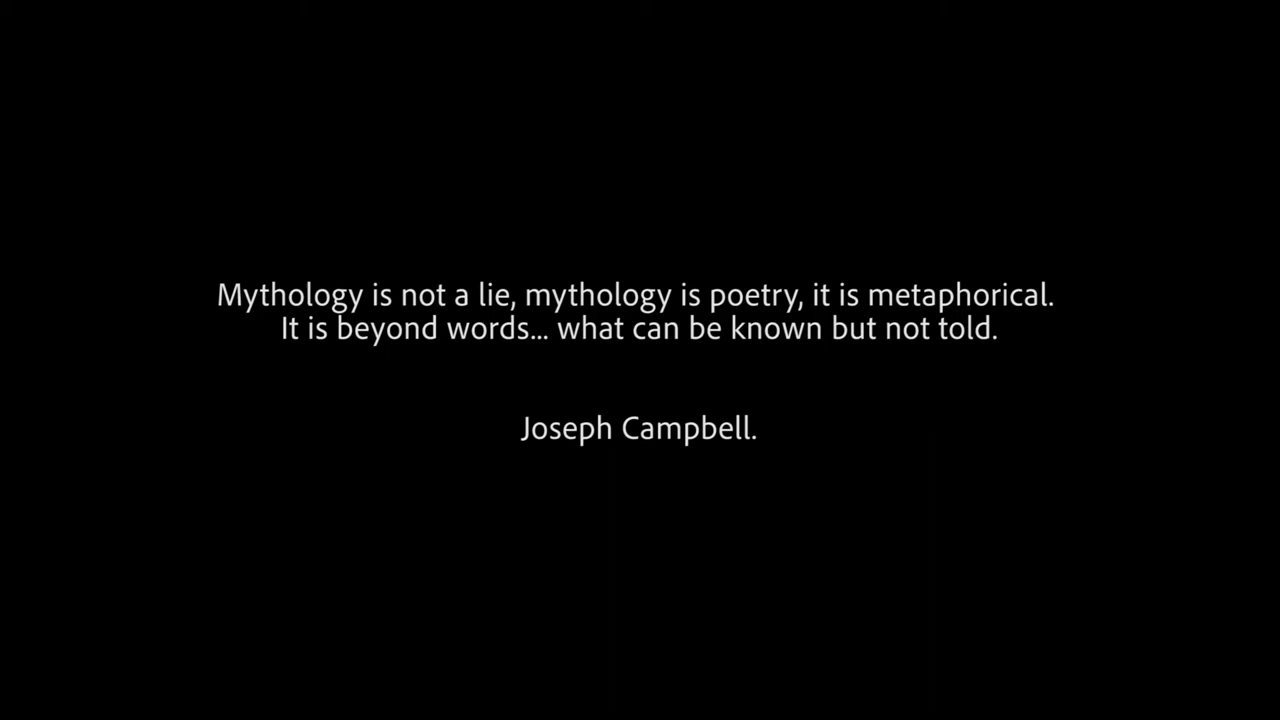 Mythology is not a lie, mythology is poetry, it is metaphorical.
It is beyond words... what can be known but not told.
Joseph Campbell.